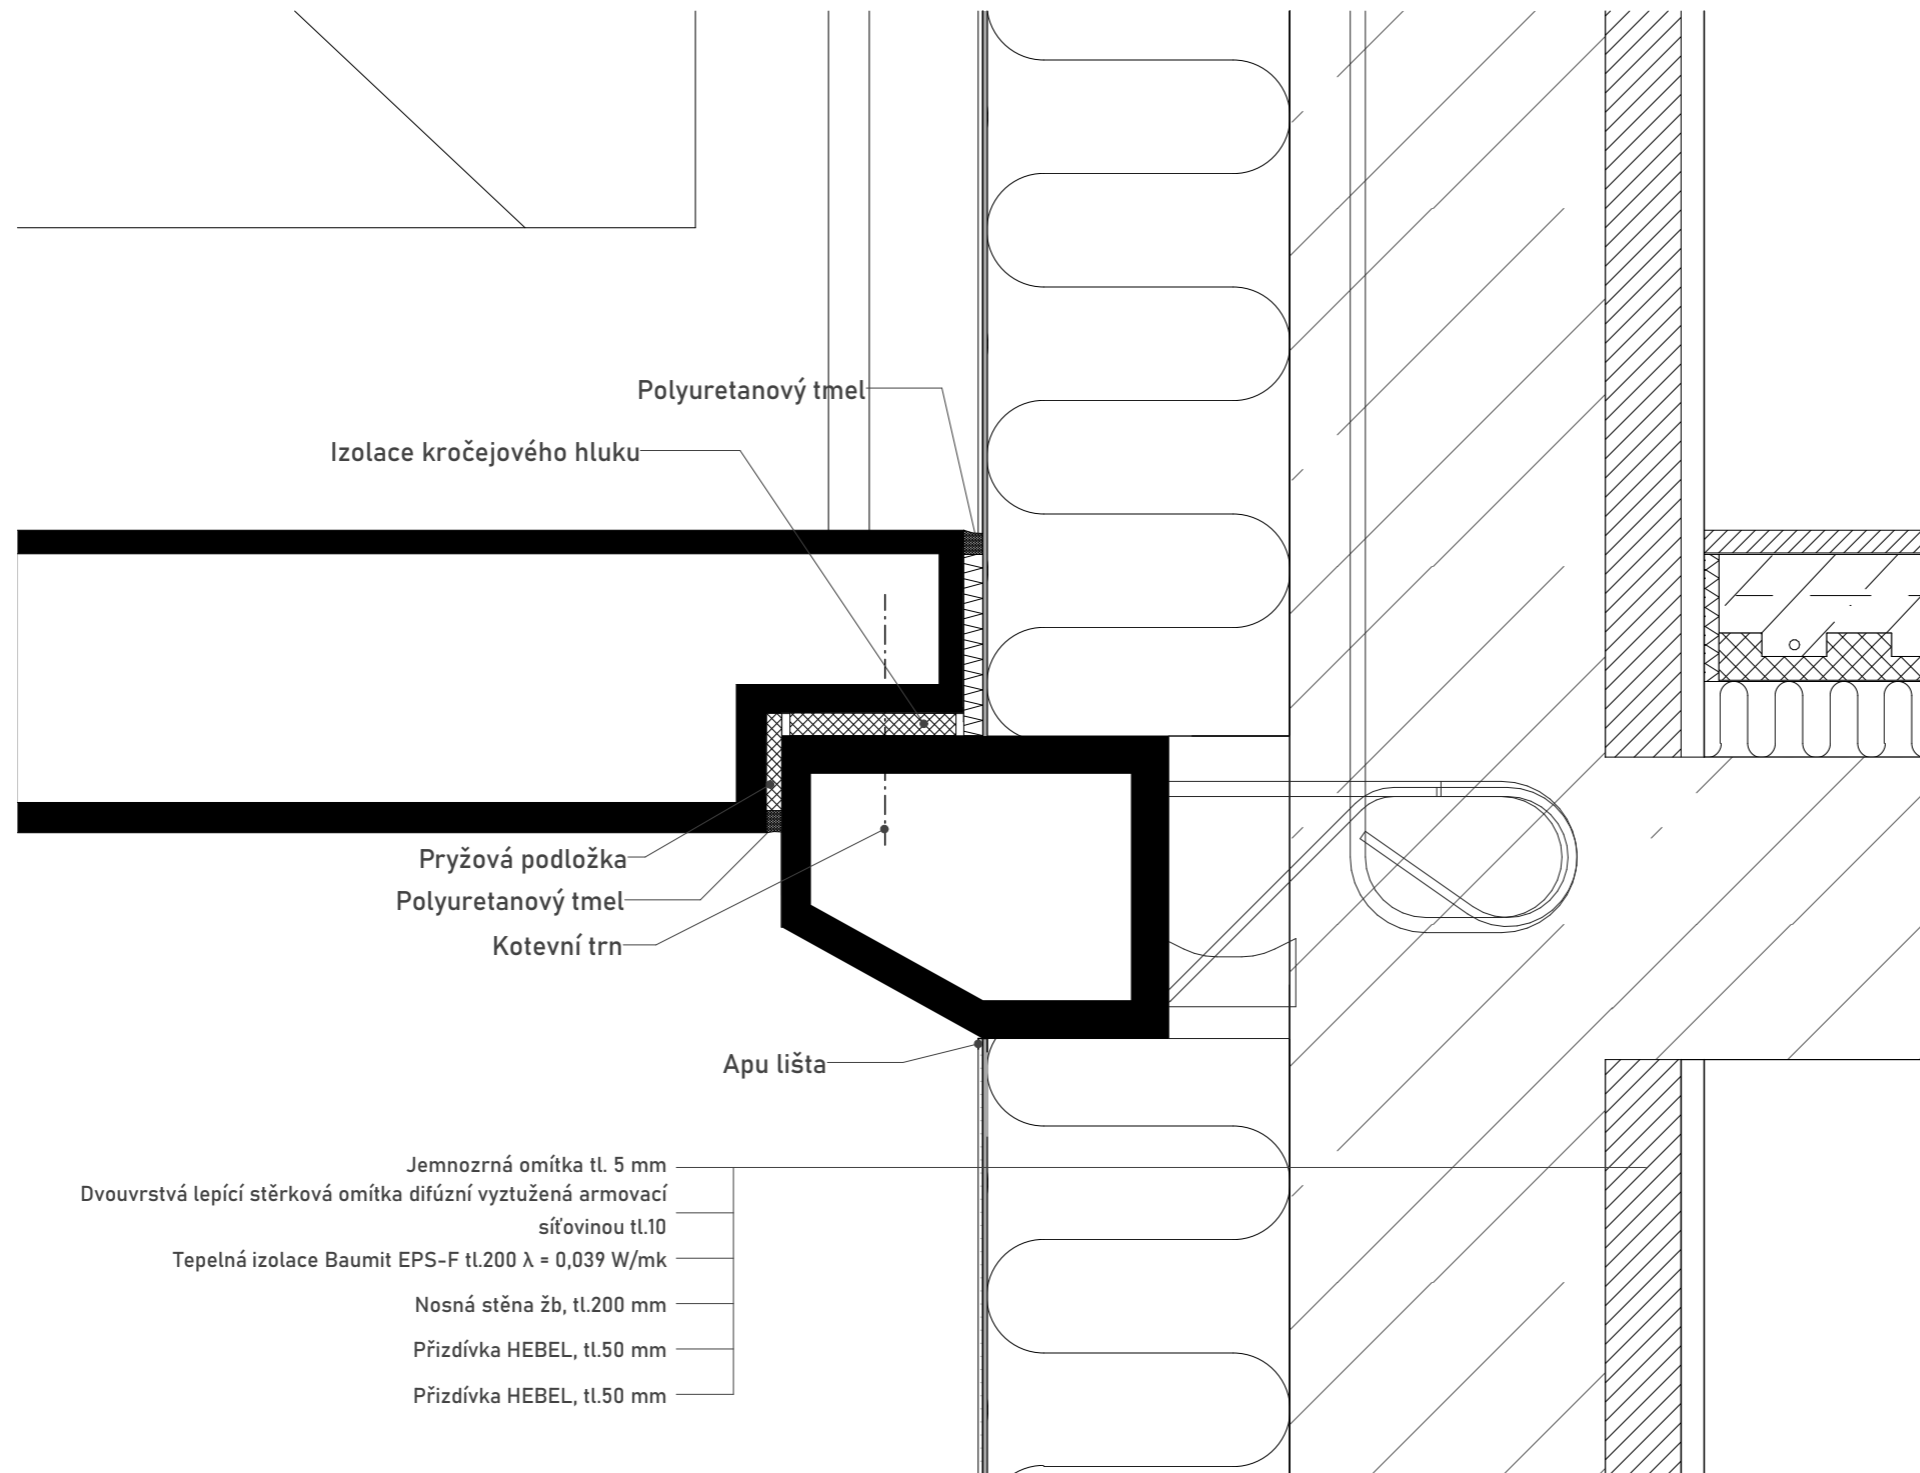 Polyuretanový tmel
Izolace kročejového hluku
Pryžová podložka
Polyuretanový tmel
Kotevní trn
Apu lišta
Jemnozrná omítka tl. 5 mm
Dvouvrstvá lepící stěrková omítka difúzní vyztužená armovací
síťovinou tl.10
Tepelná izolace Baumit EPS-F tl.200 λ = 0,039 W/mk
Nosná stěna žb, tl.200 mm
Přizdívka HEBEL, tl.50 mm
Přizdívka HEBEL, tl.50 mm